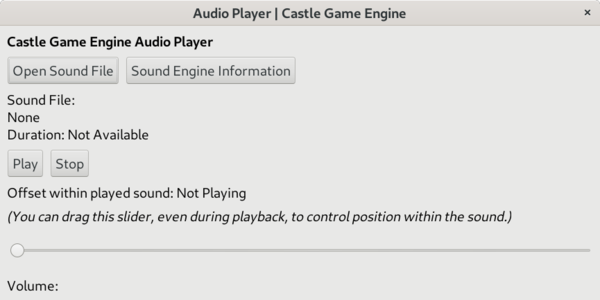 Audio Player | Castle Game Engine ×
Castle Game Engine Audio Player
Open Sound File Sound Engine Information
Sound File:
None
Duration: Not Available
Play Stop
Offset within played sound: Not Playing
(You can drag this slider, even during playback, to control position within the sound.)
Volume: